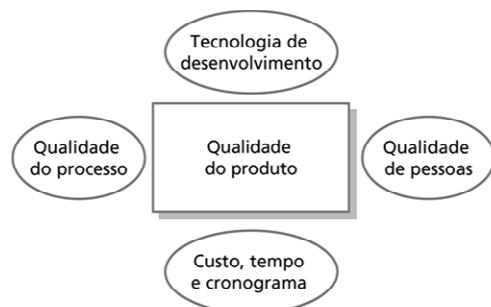 Tecnologia de
desenvolvimento
Qualidade
do processo
Qualidade
do produto
Qualidade
de pessoas
Custo, tempo
e cronograma